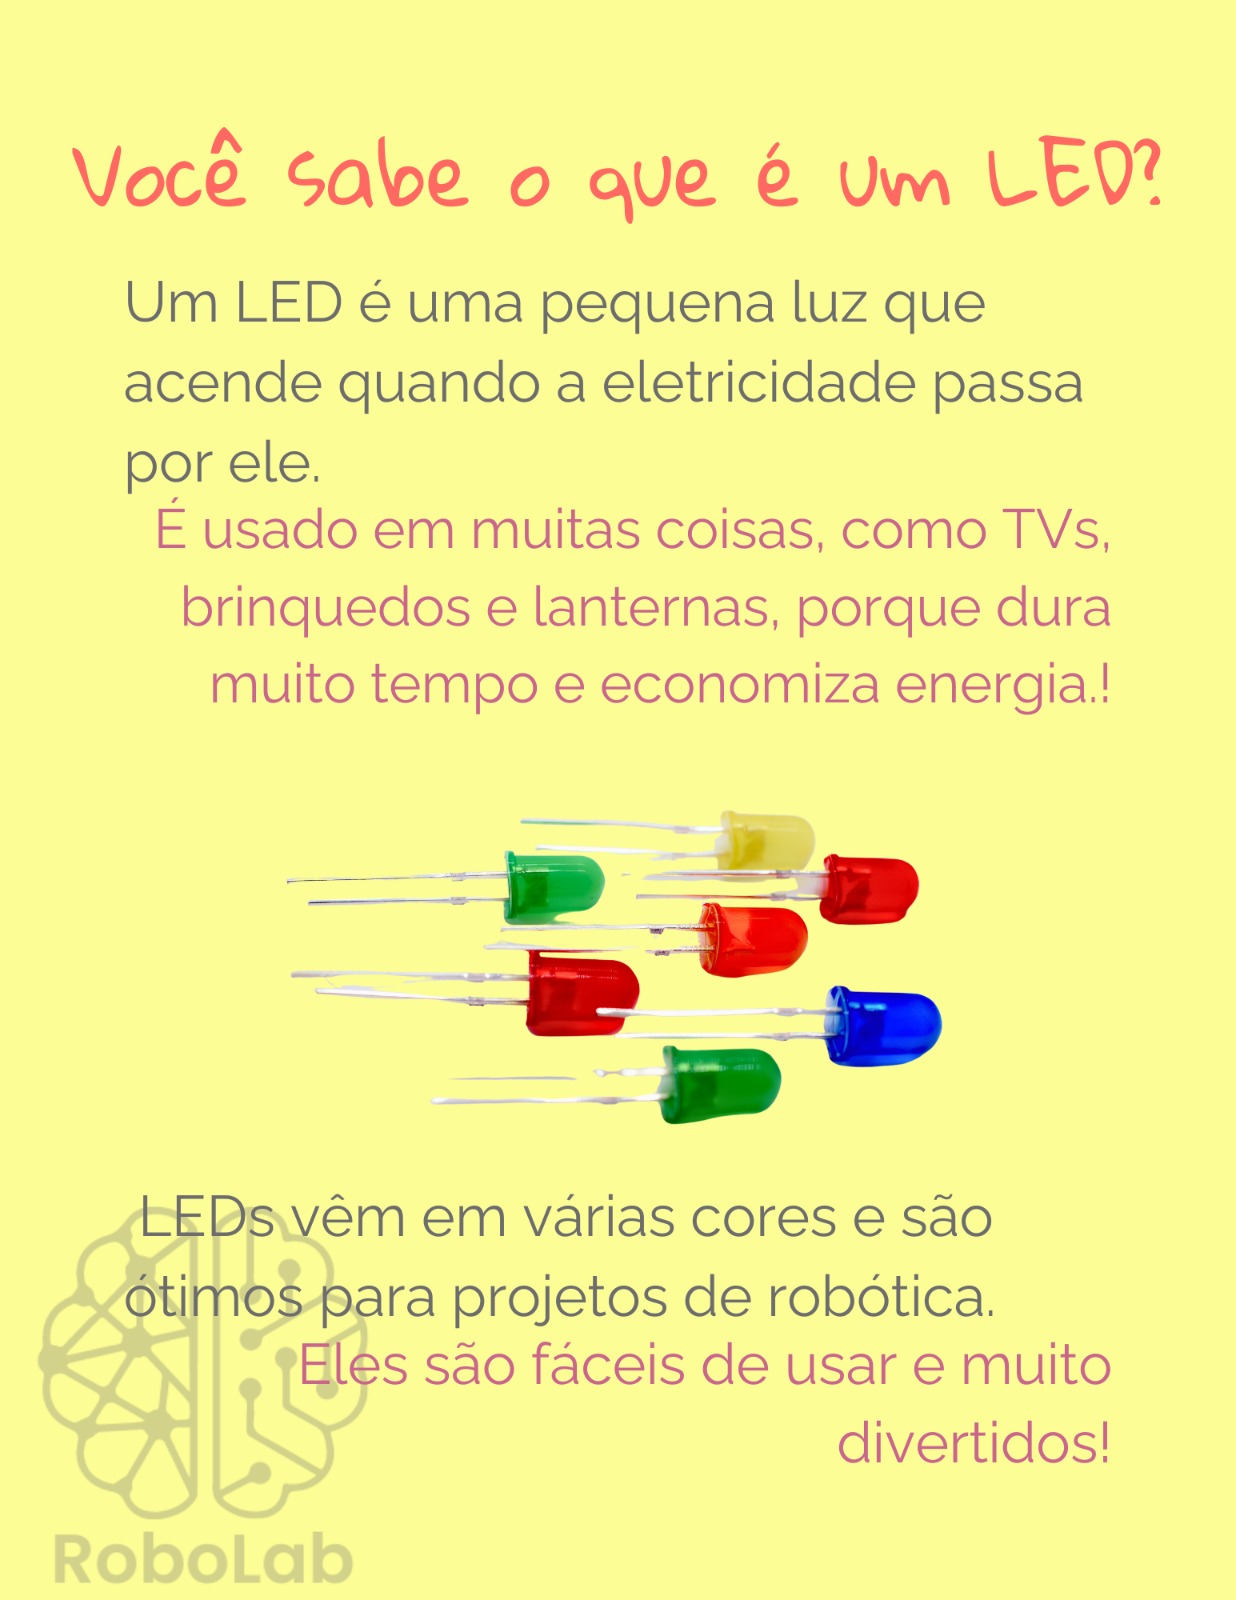 Você sabe o que é um LED?
Um LED é uma pequena luz que
acende quando a eletricidade passa
por ele.
É usado em muitas coisas, como TVs,
brinquedos e lanternas, porque dura
muito tempo e economiza energia.!
LEDs vêm em várias cores e são
ótimos para projetos de robótica.
Eles são fáceis de usar e muito
divertidos!
RoboLab